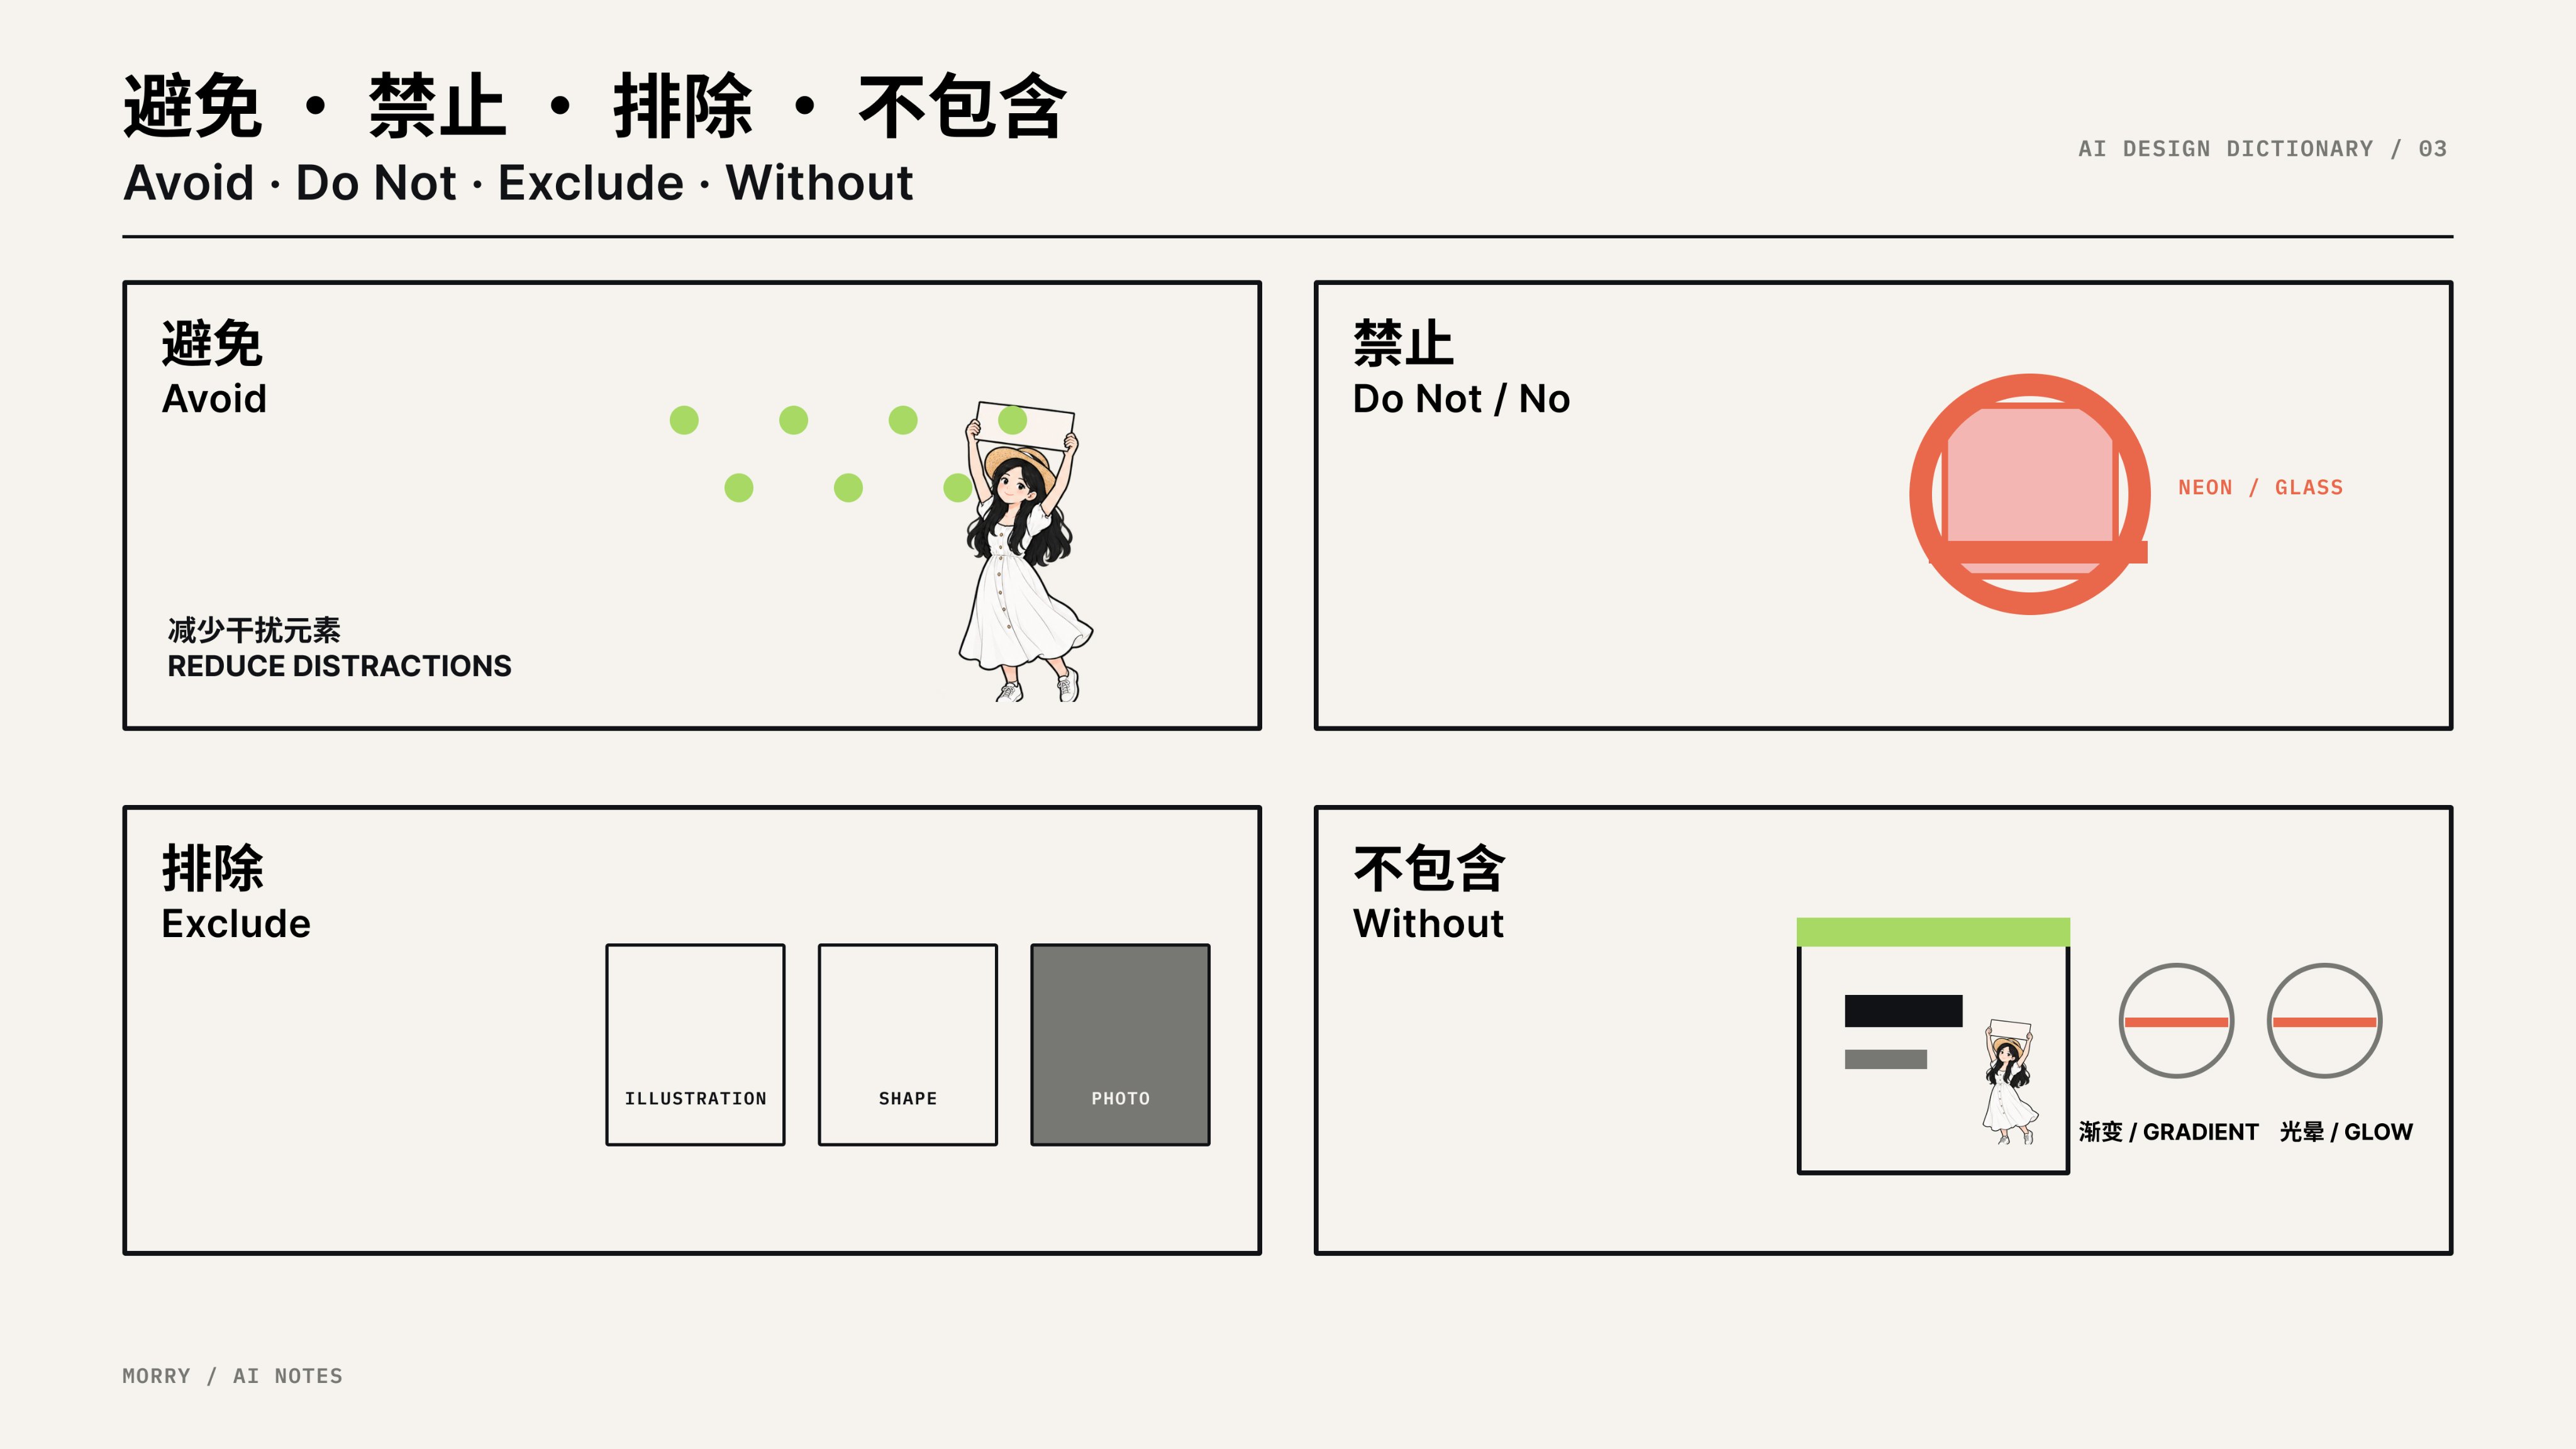 避免 · 禁止 · 排除 · 不包含
Avoid · Do Not · Exclude · Without
AI DESIGN DICTIONARY / 03
避免
Avoid
减少干扰元素
REDUCE DISTRACTIONS
禁止
Do Not / No
NEON / GLASS
排除
Exclude
ILLUSTRATION
SHAPE
PHOTO
不包含
Without
渐变 / GRADIENT
光晕 / GLOW
MORRY / AI NOTES